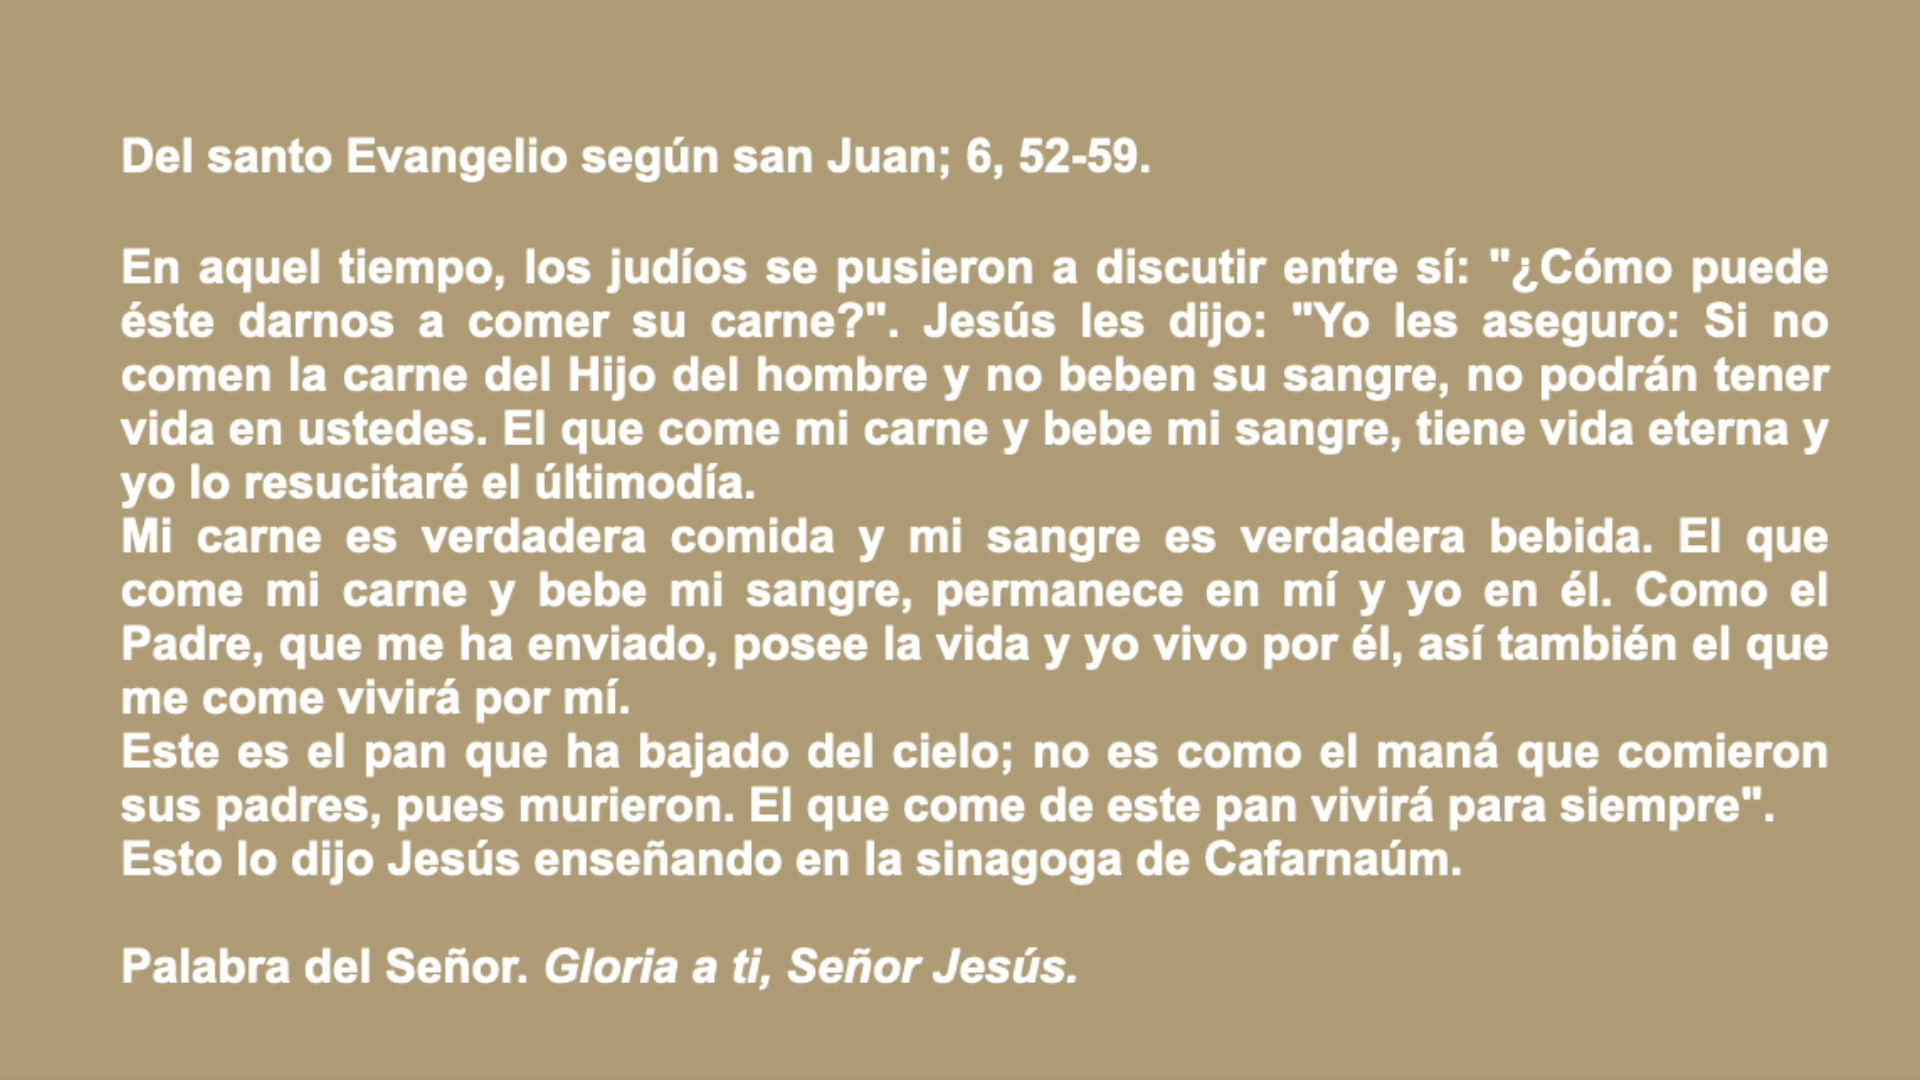 Del santo Evangelio según san Juan; 6, 52-59.
En aquel tiempo, los judíos se pusieron a discutir entre sí: "¿Cómo puede
éste darnos a comer su carne?". Jesús les dijo: "Yo les aseguro: Si no
comen la carne del Hijo del hombre y no beben su sangre, no podrán tener
vida en ustedes. El que come mi carne y bebe mi sangre, tiene vida eterna y
yo lo resucitaré el últimodía.
Mi carne es verdadera comida y mi sangre es verdadera bebida. El que
come mi carne y bebe mi sangre, permanece en mí y yo en él. Como el
Padre, que me ha enviado, posee la vida y yo vivo por él, así también el que
me come vivirá por mí.
Este es el pan que ha bajado del cielo; no es como el maná que comieron
sus padres, pues murieron. El que come de este pan vivirá para siempre".
Esto lo dijo Jesús enseñando en la sinagoga de Cafarnaúm.
Palabra del Señor. Gloria a ti, Señor Jesús.